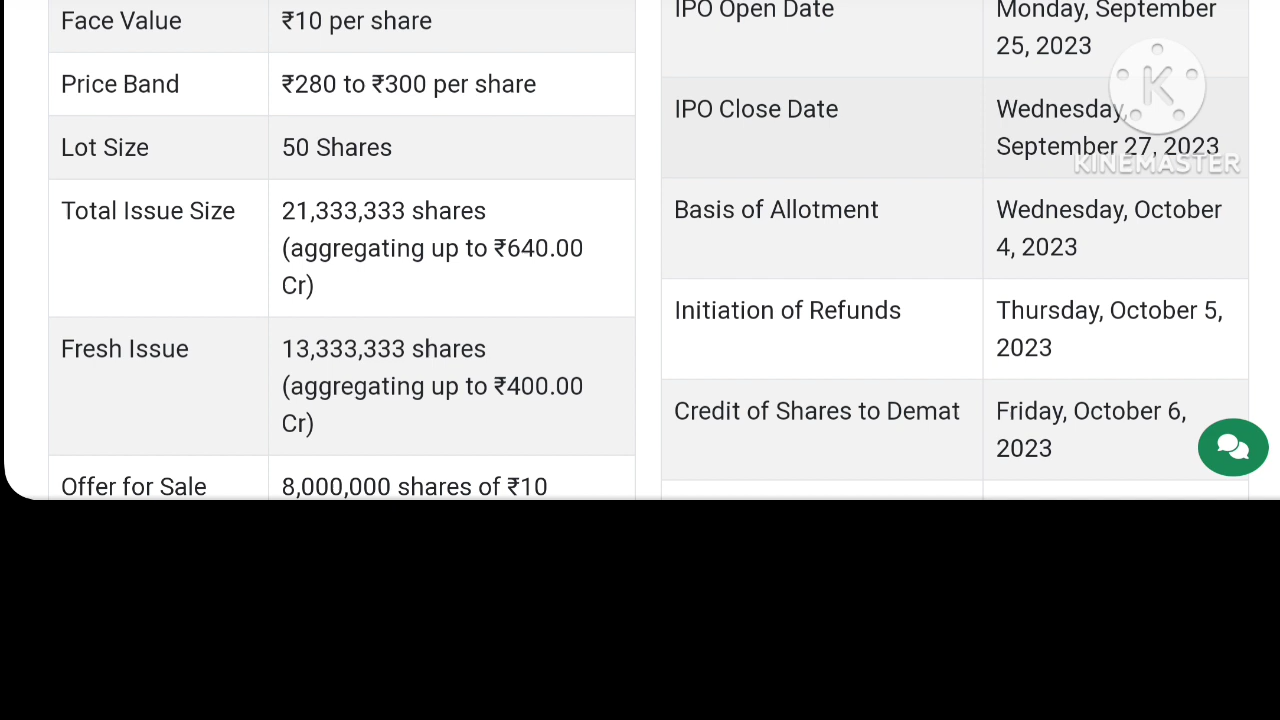 Face Value
₹10 per share
Price Band
₹280 to ₹300 per share
Lot Size
50 Shares
Total Issue Size
21,333,333 shares
(aggregating up to ₹640.00
Cr)
Fresh Issue
13,333,333 shares
(aggregating up to ₹400.00
Cr)
Offer for Sale
8,000,000 shares of ₹10
IPO Open Date
Monday, September
25, 2023
IPO Close Date
Wednesday,
September 27, 2023
Basis of Allotment
Wednesday, October
4, 2023
Initiation of Refunds
Thursday, October 5,
2023
Credit of Shares to Demat
Friday, October 6,
2023
K
KINEMASTER